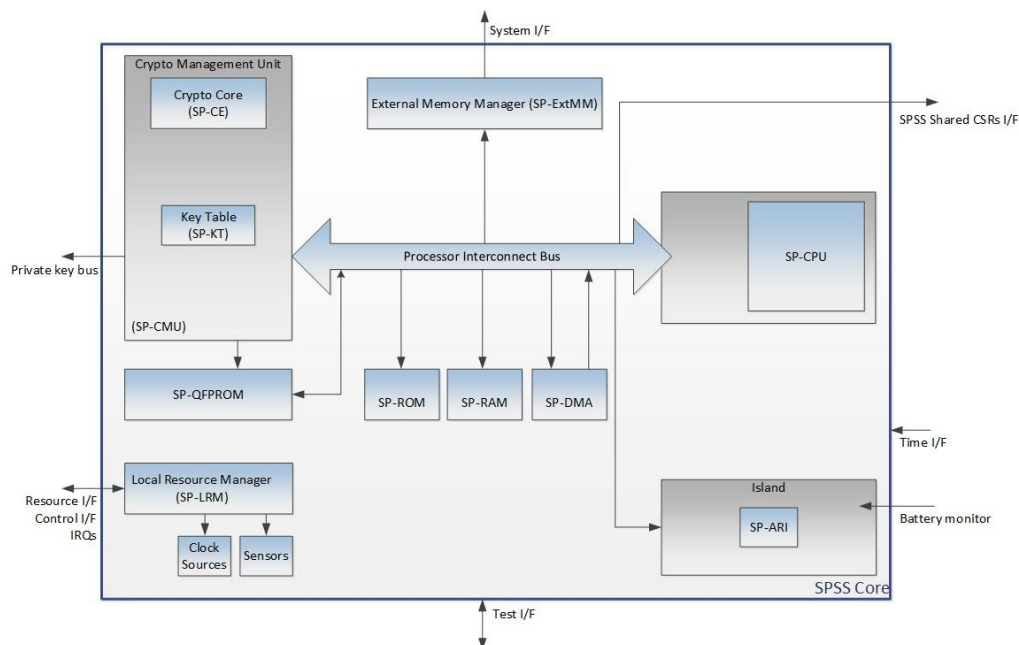 System I/F
Crypto Management Unit
Crypto Core
(SP-CE)
External Memory Manager (SP-ExtMM)
SPSS Shared CSRs I/F
Key Table
(SP-KT)
Private key bus
Processor Interconnect Bus
SP-CPU
(SP-CMU)
SP-QFPROM
SP-ROM
SP-RAM
SP-DMA
Time I/F
Local Resource Manager
(SP-LRM)
Resource I/F
Control I/F
IRQs
Clock
Sources
Sensors
Island
SP-ARI
Battery monitor
SPSS Core
Test I/F